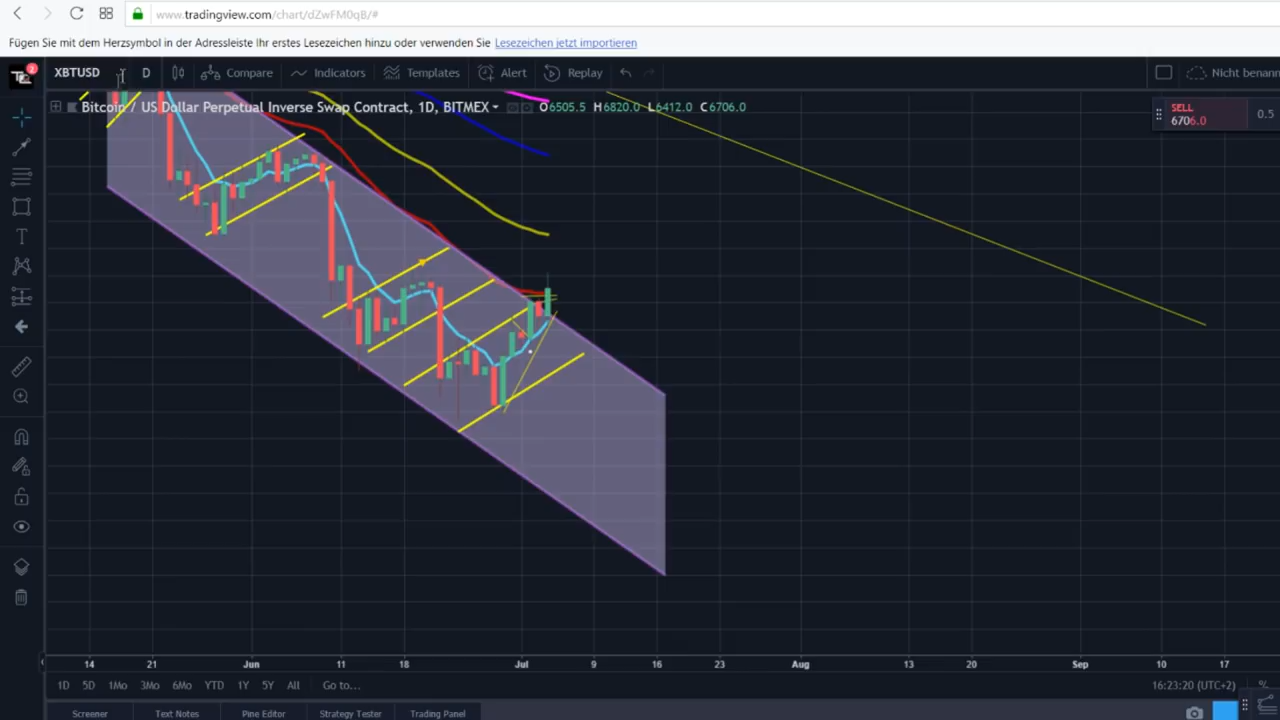 www.tradingview.com/chart/dZwFM0qB/#
Fügen Sie mit dem Herzsymbol in der Adressleiste Ihr erstes Lesezeichen hinzu oder verwenden Sie Lesezeichen jetzt importieren
2
XBTUSD D Compare Indicators Templates Alert Replay Nicht benann
Bitcoin / US Dollar Perpetual Inverse Swap Contract, 1D, BITMEX O6505.5 H6820.0 L6412.0 C6706.0
SELL
6706.0 0.5
14 21 Jun 11 18 Jul 9 16 23 Aug 13 20 Sep 10 17
1D 5D 1Mo 3Mo 6Mo YTD 1Y 5Y All Go to... 16:23:20 (UTC+2) %
Screener Text Notes Pine Editor Strategy Tester Trading Panel